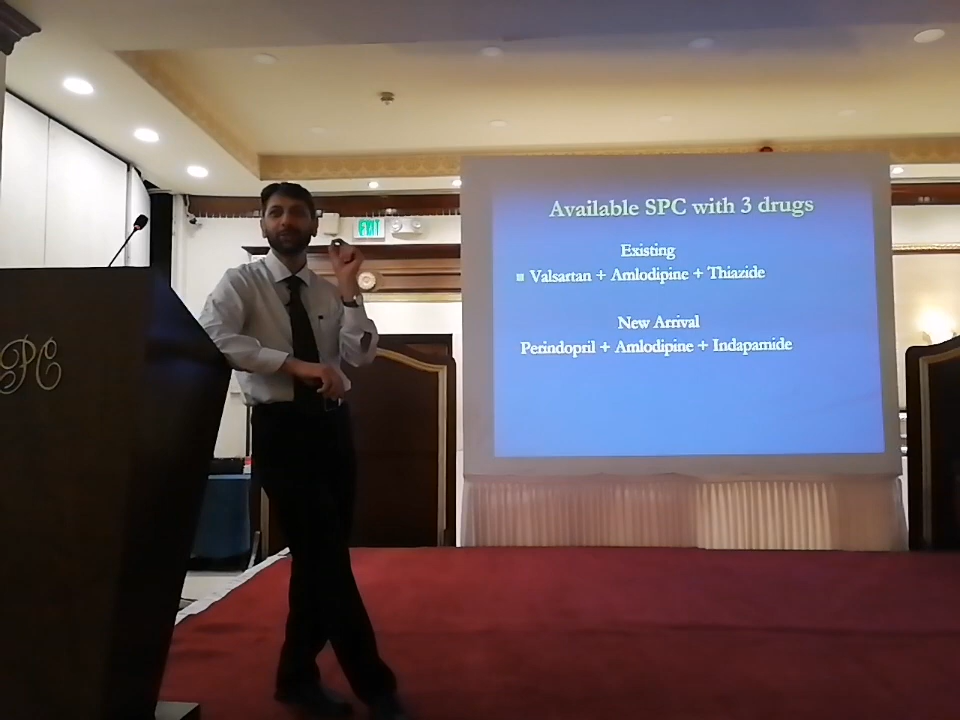 Available SPC with 3 drugs
Existing
Valsartan + Amlodipine + Thiazide
New Arrival
Perindopril + Amlodipine + Indapamide
EXIT
PC